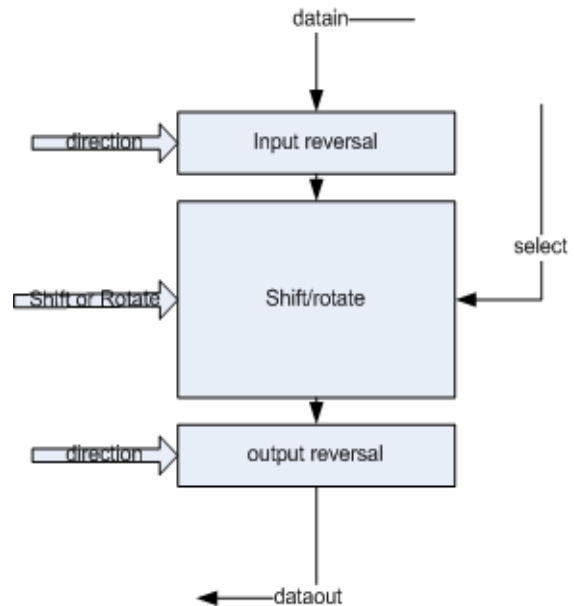 datain
direction
Input reversal
select
Shift or Rotate
Shift/rotate
direction
output reversal
dataout